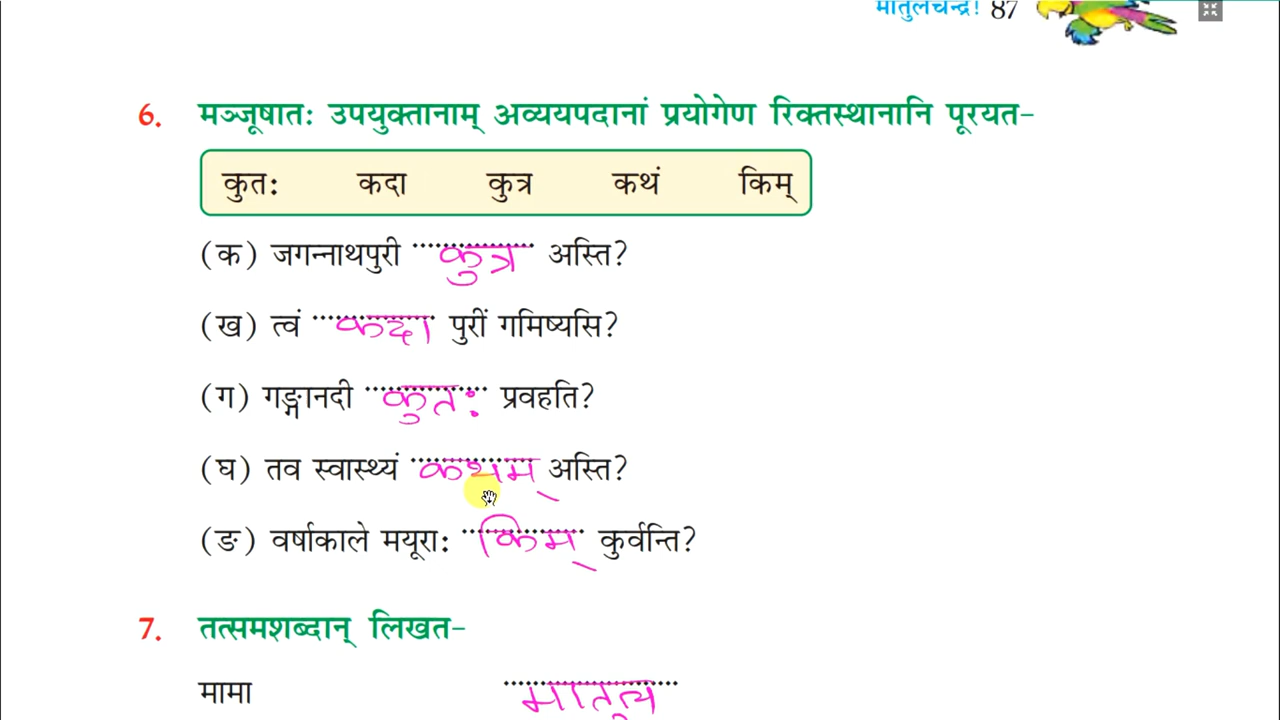 मातुलचन्द्र! 87
6. मञ्जूषातः उपयुक्तानाम् अव्ययपदानां प्रयोगेण रिक्तस्थानानि पूरयत-
कुतः कदा कुत्र कथं किम्
(क) जगन्नाथपुरी कुत्र अस्ति?
(ख) त्वं कदा पुरीं गमिष्यसि?
(ग) गङ्गानदी कुतः प्रवहति?
(घ) तव स्वास्थ्यं कथम् अस्ति?
(ङ) वर्षाकाले मयूराः किम् कुर्वन्ति?
7. तत्समशब्दान् लिखत-
मामा